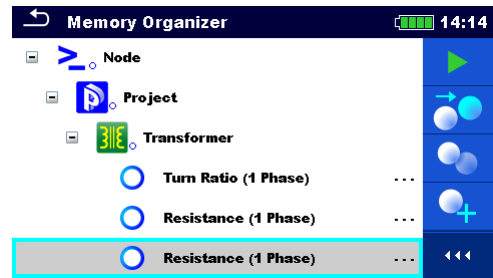 Memory Organizer 14:14
Node
Project
Transformer
Turn Ratio (1 Phase) ...
Resistance (1 Phase) ...
Resistance (1 Phase) ...